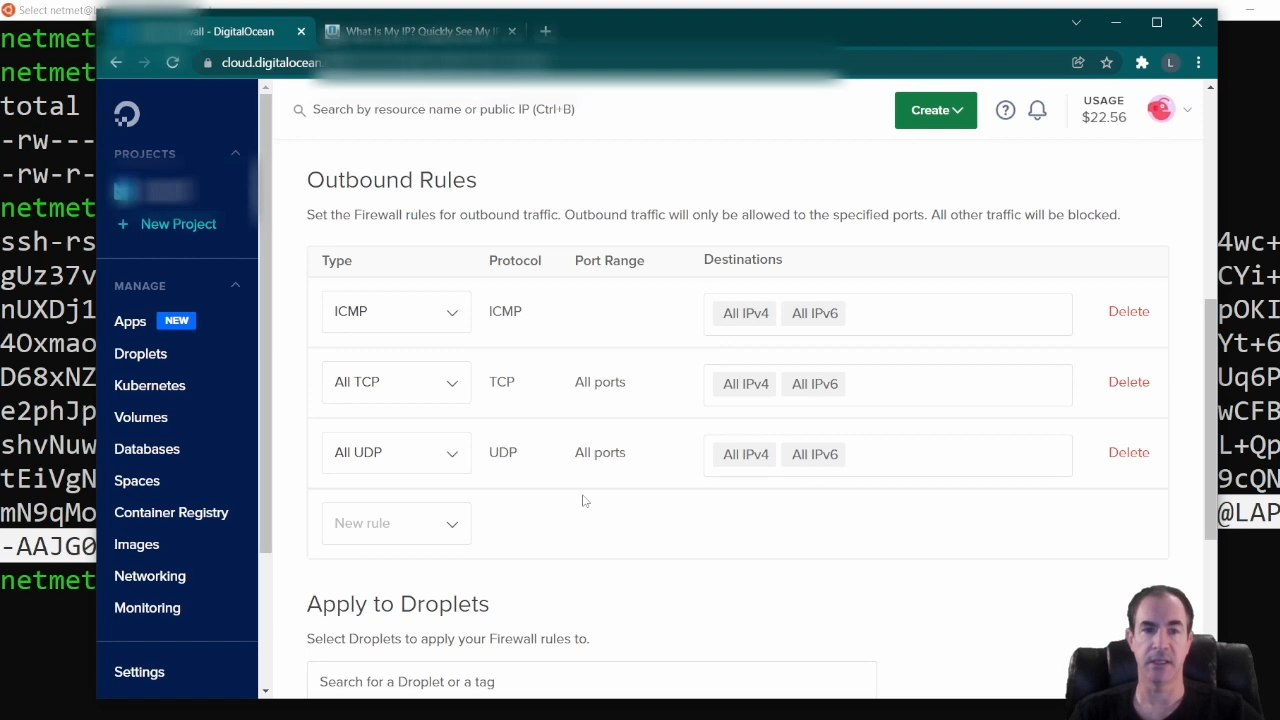 Select netmet@
netmet
netmet
total
-rw---
-rw-r-
netmet
ssh-rs
gUz37v
nUXDj1
4Oxmao
D68xNZ
e2phJp
shvNuw
tEiVgN
mN9qMo
-AAJG0
netmet
wall - DigitalOcean
What Is My IP? Quickly See My I
cloud.digitalocean.
L
PROJECTS
+ New Project
MANAGE
Apps NEW
Droplets
Kubernetes
Volumes
Databases
Spaces
Container Registry
Images
Networking
Monitoring
Settings
Search by resource name or public IP (Ctrl+B)
Create
?
USAGE
$22.56
Outbound Rules
Set the Firewall rules for outbound traffic. Outbound traffic will only be allowed to the specified ports. All other traffic will be blocked.
Type Protocol Port Range Destinations
ICMP ICMP All IPv4 All IPv6 Delete
All TCP TCP All ports All IPv4 All IPv6 Delete
All UDP UDP All ports All IPv4 All IPv6 Delete
New rule
Apply to Droplets
Select Droplets to apply your Firewall rules to.
Search for a Droplet or a tag
4wc+
CYi+
pOKI
Yt+6
Uq6P
wCFB
L+Qp
9cQN
@LAP